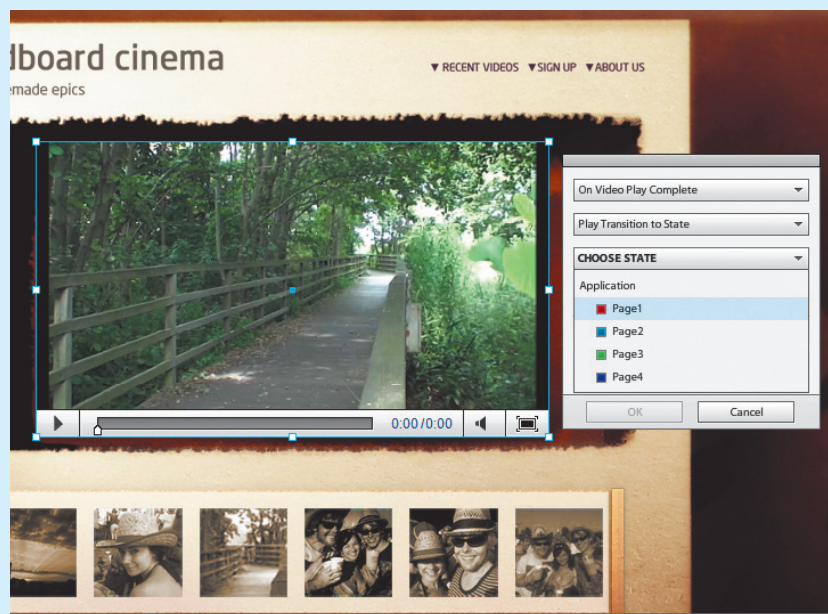 dboard cinema
emade epics
▼ RECENT VIDEOS ▼ SIGN UP ▼ ABOUT US
On Video Play Complete
Play Transition to State
CHOOSE STATE
Application
Page1
Page2
Page3
Page4
OK Cancel
0:00/0:00